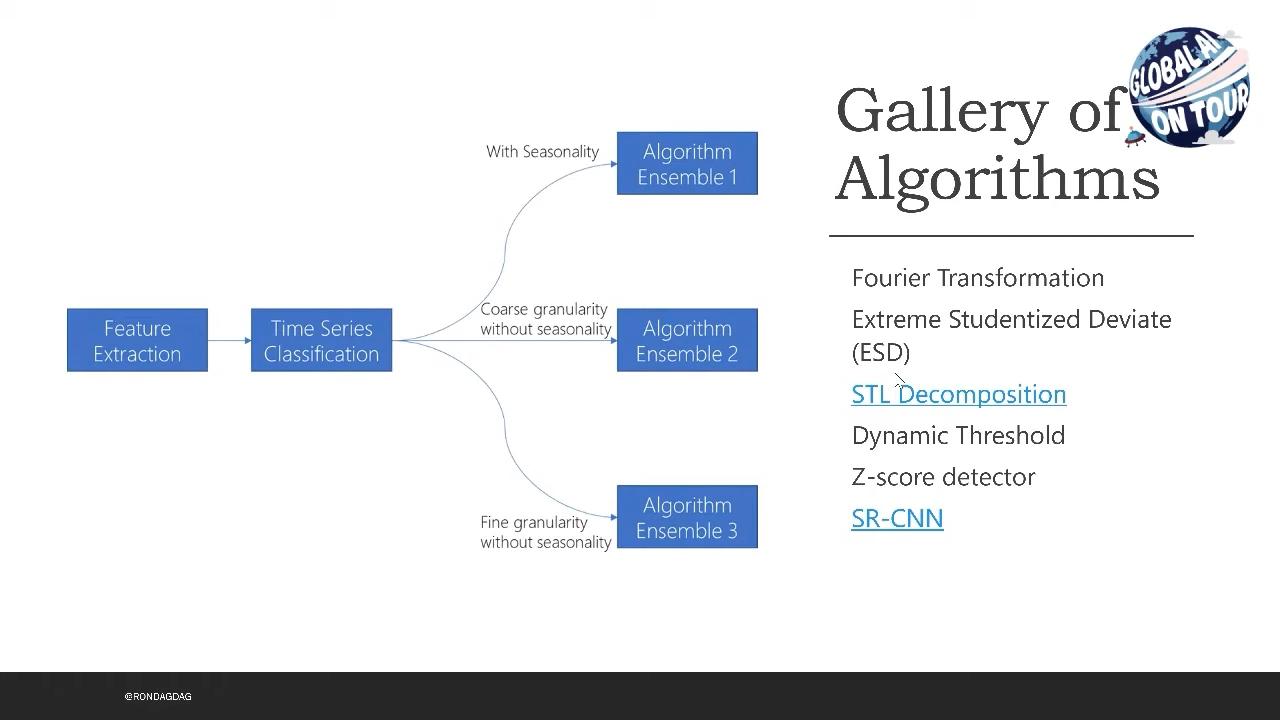 Gallery of
Algorithms
GLOBAL AI
ON TOUR
With Seasonality
Algorithm
Ensemble 1
Feature
Extraction
Time Series
Classification
Coarse granularity
without seasonality
Algorithm
Ensemble 2
Fine granularity
without seasonality
Algorithm
Ensemble 3
Fourier Transformation
Extreme Studentized Deviate
(ESD)
STL Decomposition
Dynamic Threshold
Z-score detector
SR-CNN
@RONDAGDAG